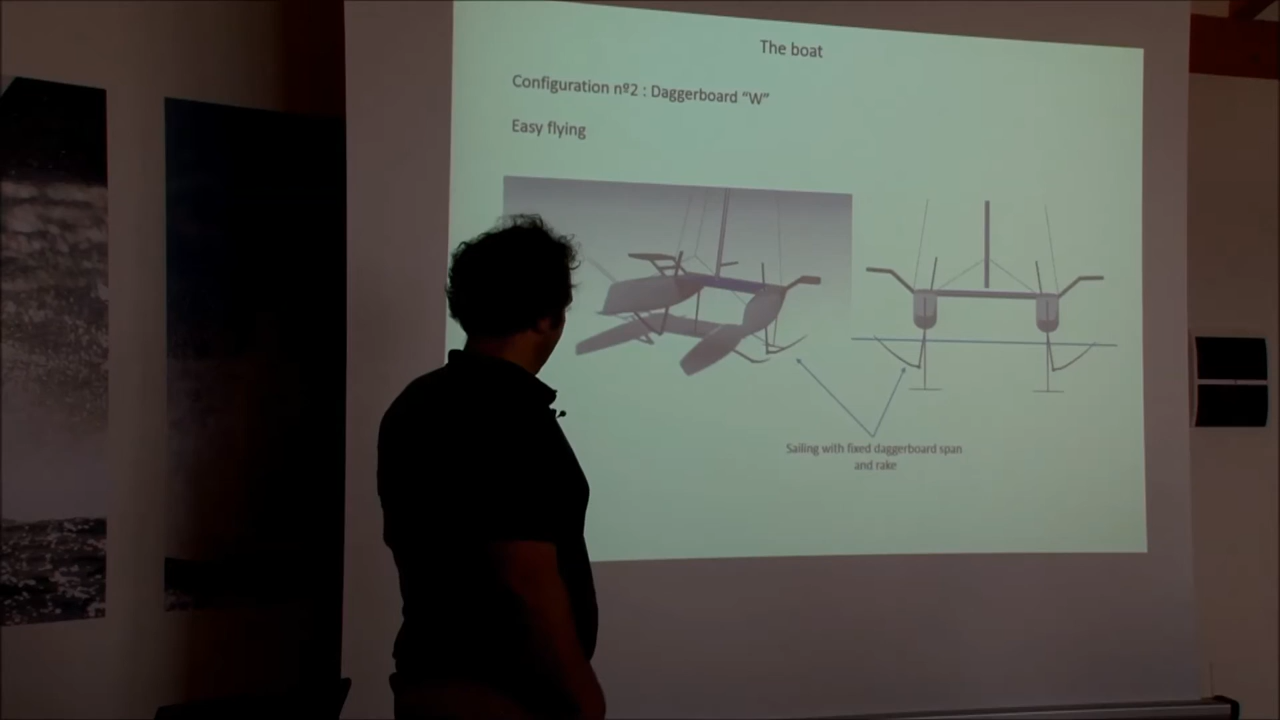 The boat
Configuration nº2 : Daggerboard “W”
Easy flying
Sailing with fixed daggerboard span
and rake